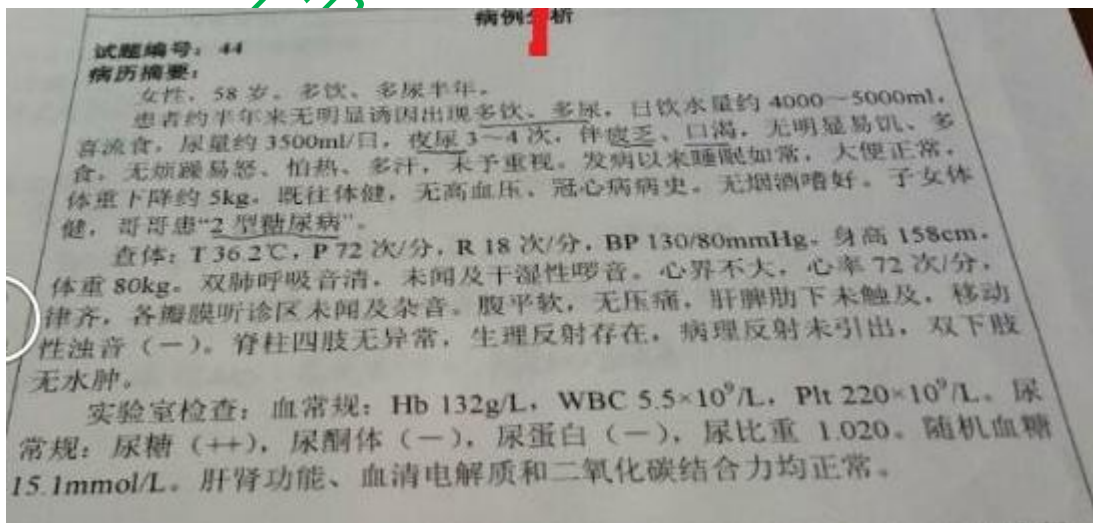 病例分析
试题编号：44
病历摘要：
女性，58岁。多饮、多尿半年。
患者约半年来无明显诱因出现多饮、多尿，日饮水量约4000～5000ml，
喜流食，尿量约3500ml/日，夜尿3～4次，伴疲乏、口渴，无明显易饥、多
食，无烦躁易怒、怕热、多汗，未予重视。发病以来睡眠如常，大便正常，
体重下降约5kg。既往体健，无高血压、冠心病病史。无烟酒嗜好。子女体
健，哥哥患“2型糖尿病”。
查体：T 36.2℃，P 72次/分，R 18次/分，BP 130/80mmHg。身高158cm，
体重80kg。双肺呼吸音清，未闻及干湿性啰音。心界不大，心率72次/分，
律齐，各瓣膜听诊区未闻及杂音。腹平软，无压痛，肝脾肋下未触及，移动
性浊音（－）。脊柱四肢无异常，生理反射存在，病理反射未引出，双下肢
无水肿。
实验室检查：血常规：Hb 132g/L，WBC 5.5×10⁹/L，Plt 220×10⁹/L。尿
常规：尿糖（++），尿酮体（－），尿蛋白（－），尿比重 1.020。随机血糖
15.1mmol/L。肝肾功能、血清电解质和二氧化碳结合力均正常。